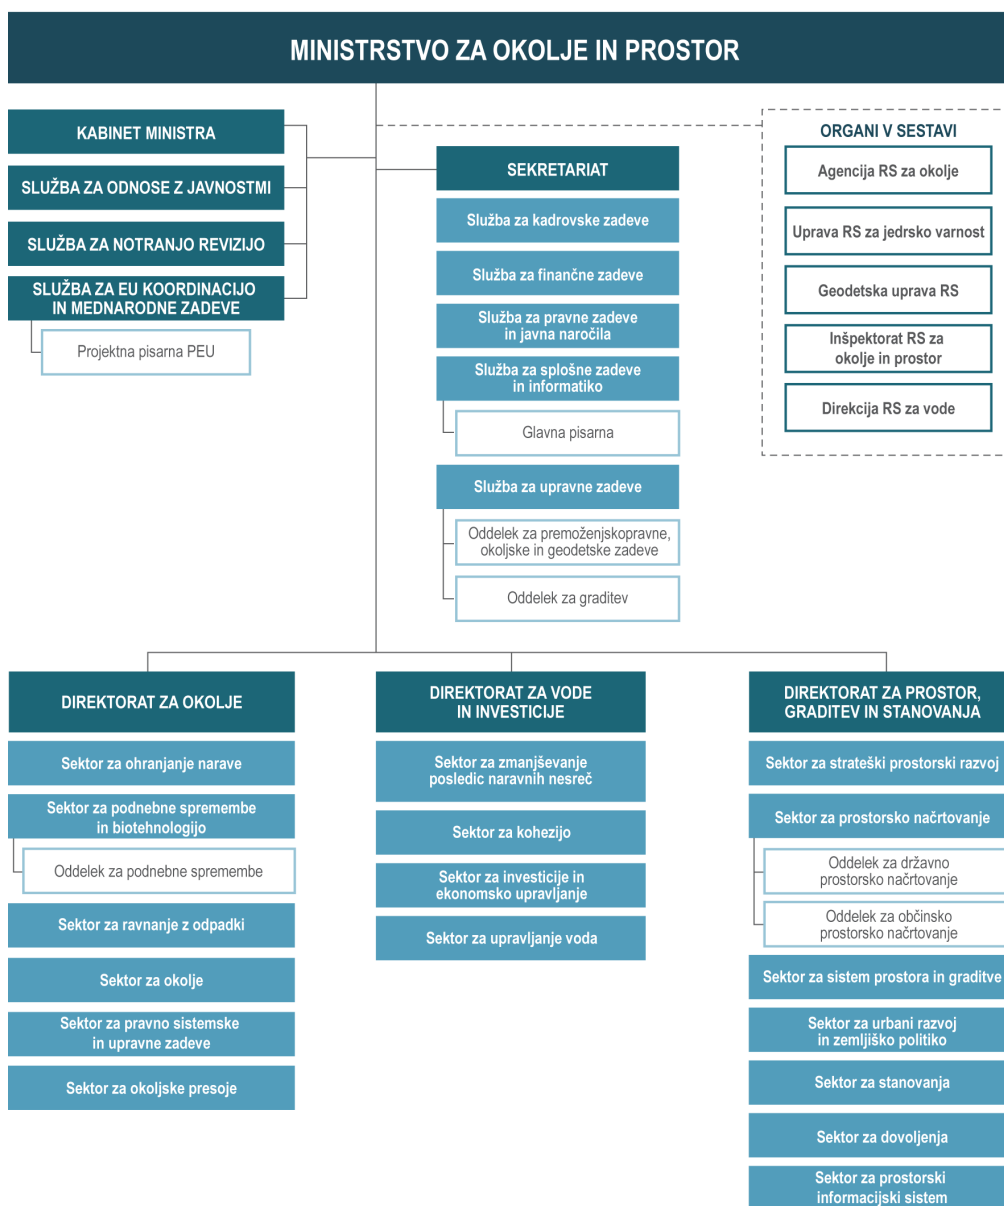 MINISTRSTVO ZA OKOLJE IN PROSTOR
KABINET MINISTRA
SLUŽBA ZA ODNOSE Z JAVNOSTMI
SLUŽBA ZA NOTRANJO REVIZIJO
SLUŽBA ZA EU KOORDINACIJO
IN MEDNARODNE ZADEVE
Projektna pisarna PEU
SEKRETARIAT
Služba za kadrovske zadeve
Služba za finančne zadeve
Služba za pravne zadeve
in javna naročila
Služba za splošne zadeve
in informatiko
Glavna pisarna
Služba za upravne zadeve
Oddelek za premoženjskopravne,
okoljske in geodetske zadeve
Oddelek za graditev
ORGANI V SESTAVI
Agencija RS za okolje
Uprava RS za jedrsko varnost
Geodetska uprava RS
Inšpektorat RS za
okolje in prostor
Direkcija RS za vode
DIREKTORAT ZA OKOLJE
Sektor za ohranjanje narave
Sektor za podnebne spremembe
in biotehnologijo
Oddelek za podnebne spremembe
Sektor za ravnanje z odpadki
Sektor za okolje
Sektor za pravno sistemske
in upravne zadeve
Sektor za okoljske presoje
DIREKTORAT ZA VODE
IN INVESTICIJE
Sektor za zmanjševanje
posledic naravnih nesreč
Sektor za kohezijo
Sektor za investicije in
ekonomsko upravljanje
Sektor za upravljanje voda
DIREKTORAT ZA PROSTOR,
GRADITEV IN STANOVANJA
Sektor za strateški prostorski razvoj
Sektor za prostorsko načrtovanje
Oddelek za državno
prostorsko načrtovanje
Oddelek za občinsko
prostorsko načrtovanje
Sektor za sistem prostora in graditve
Sektor za urbani razvoj
in zemljiško politiko
Sektor za stanovanja
Sektor za dovoljenja
Sektor za prostorski
informacijski sistem